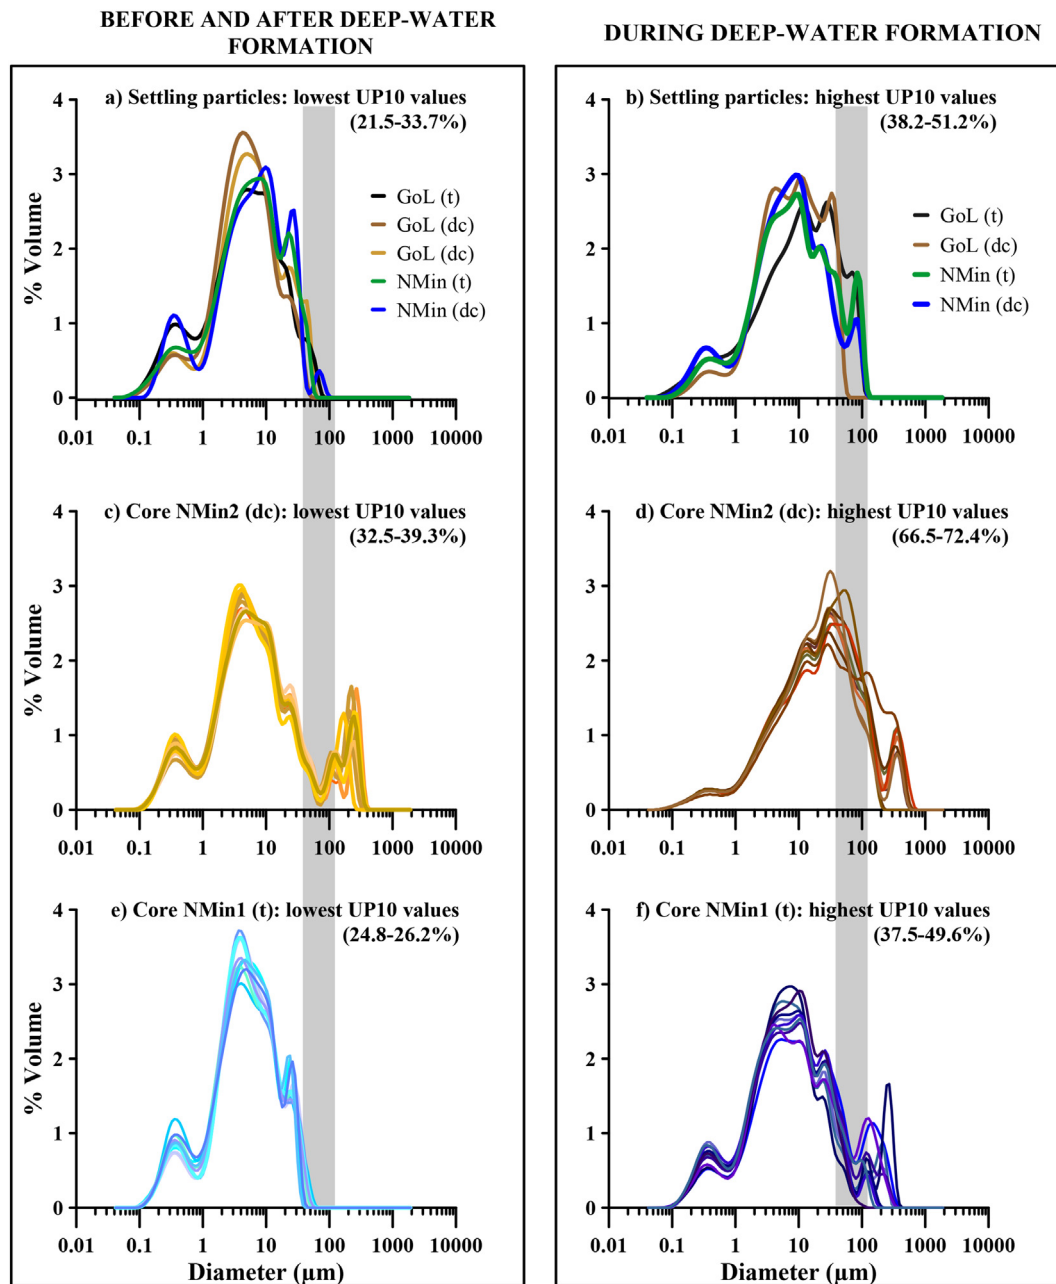 BEFORE AND AFTER DEEP-WATER
FORMATION
DURING DEEP-WATER FORMATION
a) Settling particles: lowest UP10 values
(21.5-33.7%)
% Volume
4
3
2
1
0
GoL (t)
GoL (dc)
GoL (dc)
NMin (t)
NMin (dc)
0.01 0.1 1 10 100 1000 10000
b) Settling particles: highest UP10 values
(38.2-51.2%)
4
3
2
1
0
GoL (t)
GoL (dc)
NMin (t)
NMin (dc)
0.01 0.1 1 10 100 1000 10000
c) Core NMin2 (dc): lowest UP10 values
(32.5-39.3%)
% Volume
4
3
2
1
0
0.01 0.1 1 10 100 1000 10000
d) Core NMin2 (dc): highest UP10 values
(66.5-72.4%)
4
3
2
1
0
0.01 0.1 1 10 100 1000 10000
e) Core NMin1 (t): lowest UP10 values
(24.8-26.2%)
% Volume
4
3
2
1
0
0.01 0.1 1 10 100 1000 10000
Diameter (µm)
f) Core NMin1 (t): highest UP10 values
(37.5-49.6%)
4
3
2
1
0
0.01 0.1 1 10 100 1000 10000
Diameter (µm)